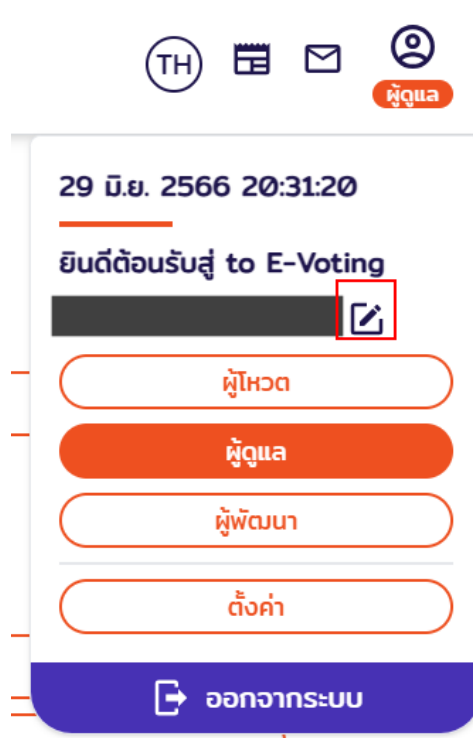 TH
ผู้ดูแล
29 มิ.ย. 2566 20:31:20
ยินดีต้อนรับสู่ to E-Voting
ผู้โหวต
ผู้ดูแล
ผู้พัฒนา
ตั้งค่า
ออกจากระบบ